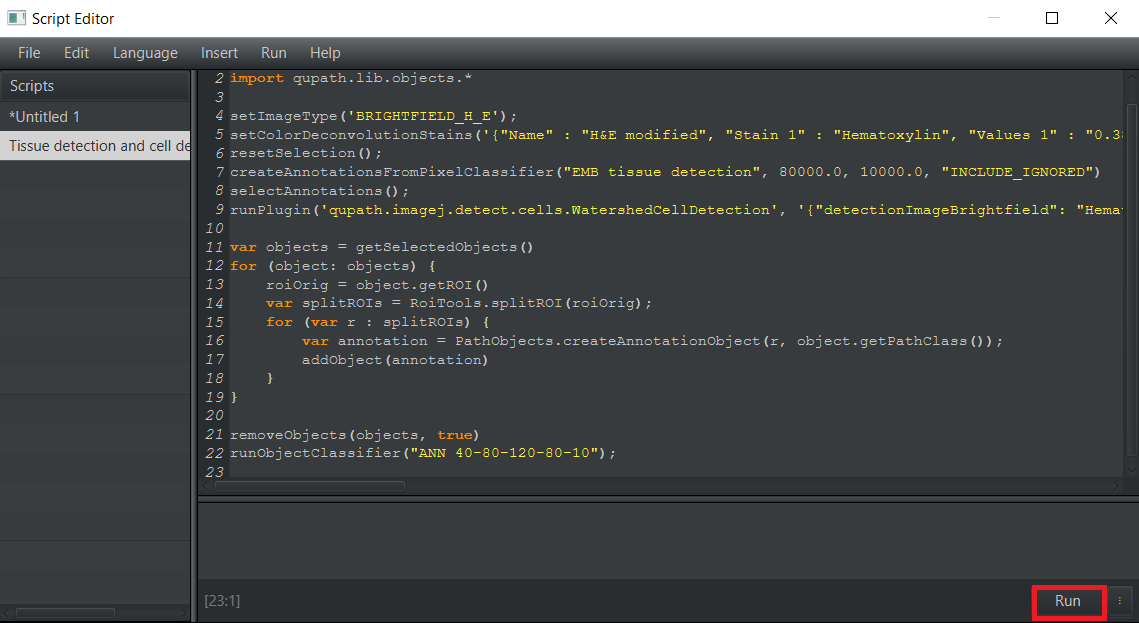 Script Editor
File Edit Language Insert Run Help
Scripts
*Untitled 1
Tissue detection and cell de
2 import qupath.lib.objects.*
3
4 setImageType('BRIGHTFIELD_H_E');
5 setColorDeconvolutionStains('{"Name" : "H&E modified", "Stain 1" : "Hematoxylin", "Values 1" : "0.38
6 resetSelection();
7 createAnnotationsFromPixelClassifier("EMB tissue detection", 80000.0, 10000.0, "INCLUDE_IGNORED")
8 selectAnnotations();
9 runPlugin('qupath.imagej.detect.cells.WatershedCellDetection', '{"detectionImageBrightfield": "Hemat
10
11 var objects = getSelectedObjects()
12 for (object: objects) {
13     roiOrig = object.getROI()
14     var splitROIs = RoiTools.splitROI(roiOrig);
15     for (var r : splitROIs) {
16         var annotation = PathObjects.createAnnotationObject(r, object.getPathClass());
17         addObject(annotation)
18     }
19 }
20
21 removeObjects(objects, true)
22 runObjectClassifier("ANN 40-80-120-80-10");
23
[23:1]
Run